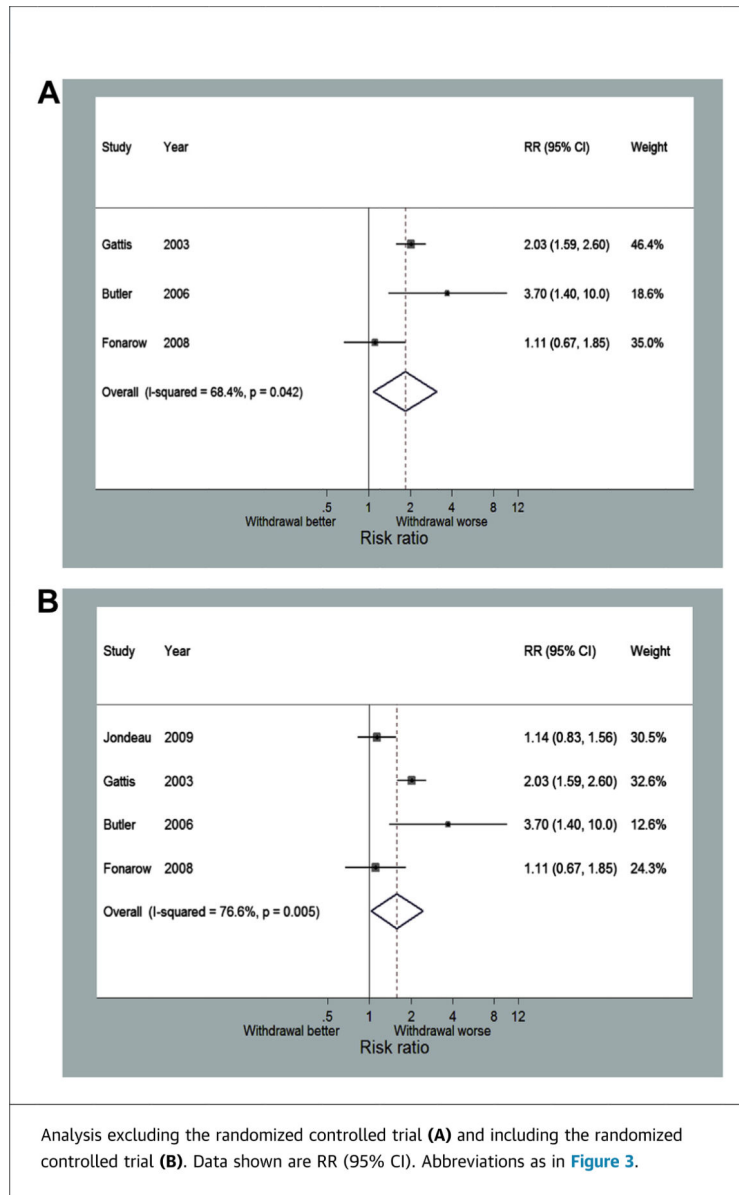 A
Study Year RR (95% CI) Weight
Gattis 2003 2.03 (1.59, 2.60) 46.4%
Butler 2006 3.70 (1.40, 10.0) 18.6%
Fonarow 2008 1.11 (0.67, 1.85) 35.0%
Overall (I-squared = 68.4%, p = 0.042)
.5 1 2 4 8 12
Withdrawal better Withdrawal worse
Risk ratio
B
Study Year RR (95% CI) Weight
Jondeau 2009 1.14 (0.83, 1.56) 30.5%
Gattis 2003 2.03 (1.59, 2.60) 32.6%
Butler 2006 3.70 (1.40, 10.0) 12.6%
Fonarow 2008 1.11 (0.67, 1.85) 24.3%
Overall (I-squared = 76.6%, p = 0.005)
.5 1 2 4 8 12
Withdrawal better Withdrawal worse
Risk ratio
Analysis excluding the randomized controlled trial (A) and including the randomized
controlled trial (B). Data shown are RR (95% CI). Abbreviations as in Figure 3.